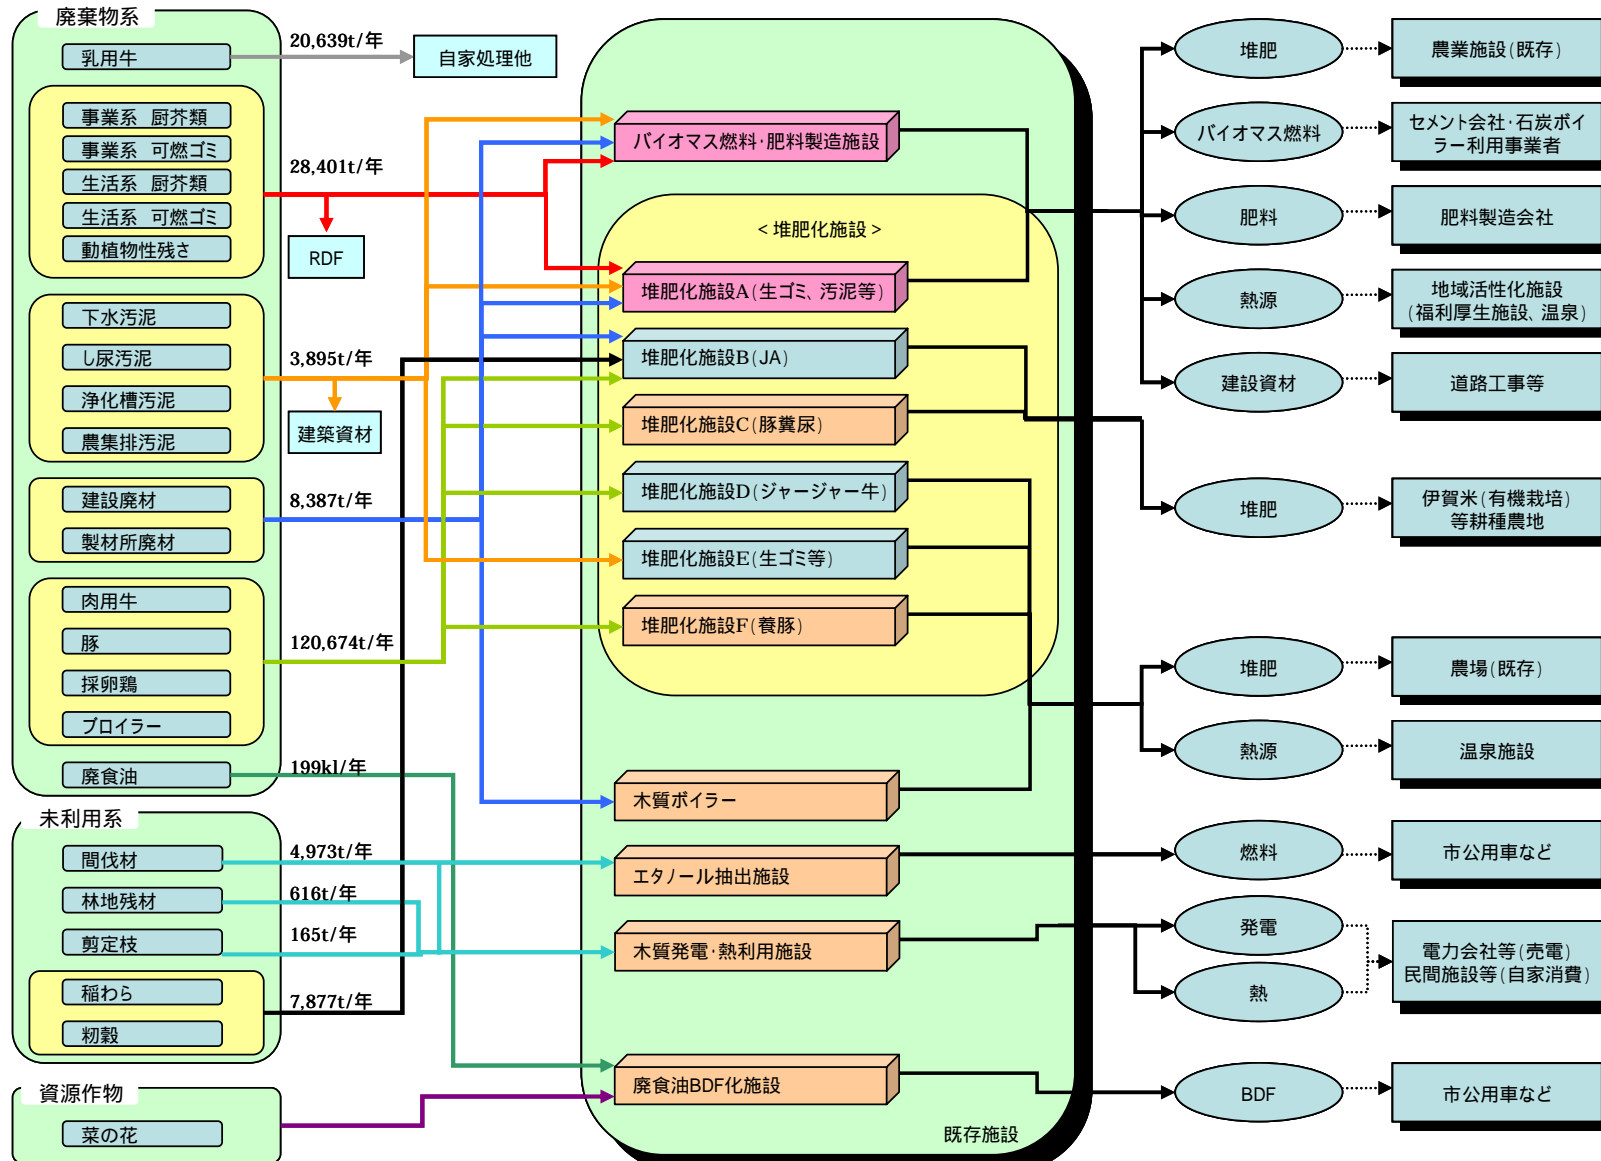 廃棄物系
乳用牛
20,639t/年
自家処理他
事業系 厨芥類
事業系 可燃ゴミ
生活系 厨芥類
生活系 可燃ゴミ
動植物性残さ
28,401t/年
RDF
下水汚泥
し尿汚泥
浄化槽汚泥
農集排汚泥
3,895t/年
建築資材
建設廃材
製材所廃材
8,387t/年
肉用牛
豚
採卵鶏
ブロイラー
120,674t/年
廃食油
199kl/年
未利用系
間伐材
4,973t/年
林地残材
616t/年
剪定枝
165t/年
稲わら
籾殻
7,877t/年
資源作物
菜の花
バイオマス燃料・肥料製造施設
<堆肥化施設>
堆肥化施設A(生ゴミ、汚泥等)
堆肥化施設B(JA)
堆肥化施設C(豚糞尿)
堆肥化施設D(ジャージャー牛)
堆肥化施設E(生ゴミ等)
堆肥化施設F(養豚)
木質ボイラー
エタノール抽出施設
木質発電・熱利用施設
廃食油BDF化施設
既存施設
堆肥
農業施設(既存)
バイオマス燃料
セメント会社・石炭ボイ
ラー利用事業者
肥料
肥料製造会社
熱源
地域活性化施設
(福利厚生施設、温泉)
建設資材
道路工事等
堆肥
伊賀米(有機栽培)
等耕種農地
堆肥
農場(既存)
熱源
温泉施設
燃料
市公用車など
発電
熱
電力会社等(売電)
民間施設等(自家消費)
BDF
市公用車など